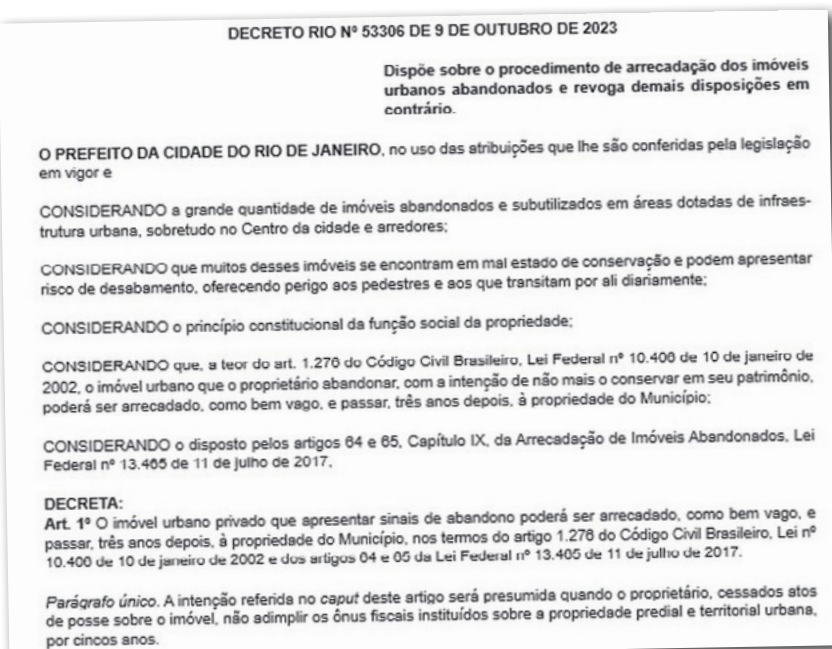 DECRETO RIO Nº 53306 DE 9 DE OUTUBRO DE 2023
Dispõe sobre o procedimento de arrecadação dos imóveis
urbanos abandonados e revoga demais disposições em
contrário.
O PREFEITO DA CIDADE DO RIO DE JANEIRO, no uso das atribuições que lhe são conferidas pela legislação
em vigor e
CONSIDERANDO a grande quantidade de imóveis abandonados e subutilizados em áreas dotadas de infraes-
trutura urbana, sobretudo no Centro da cidade e arredores;
CONSIDERANDO que muitos desses imóveis se encontram em mal estado de conservação e podem apresentar
risco de desabamento, oferecendo perigo aos pedestres e aos que transitam por ali diariamente;
CONSIDERANDO o princípio constitucional da função social da propriedade;
CONSIDERANDO que, a teor do art. 1.276 do Código Civil Brasileiro, Lei Federal nº 10.406 de 10 de janeiro de
2002, o imóvel urbano que o proprietário abandonar, com a intenção de não mais o conservar em seu patrimônio,
poderá ser arrecadado, como bem vago, e passar, três anos depois, à propriedade do Município;
CONSIDERANDO o disposto pelos artigos 64 e 65, Capítulo IX, da Arrecadação de Imóveis Abandonados, Lei
Federal nº 13.465 de 11 de julho de 2017,
DECRETA:
Art. 1º O imóvel urbano privado que apresentar sinais de abandono poderá ser arrecadado, como bem vago, e
passar, três anos depois, à propriedade do Município, nos termos do artigo 1.276 do Código Civil Brasileiro, Lei nº
10.406 de 10 de janeiro de 2002 e dos artigos 64 e 65 da Lei Federal nº 13.465 de 11 de julho de 2017.
Parágrafo único. A intenção referida no caput deste artigo será presumida quando o proprietário, cessados atos
de posse sobre o imóvel, não adimplir os ônus fiscais instituídos sobre a propriedade predial e territorial urbana,
por cincos anos.